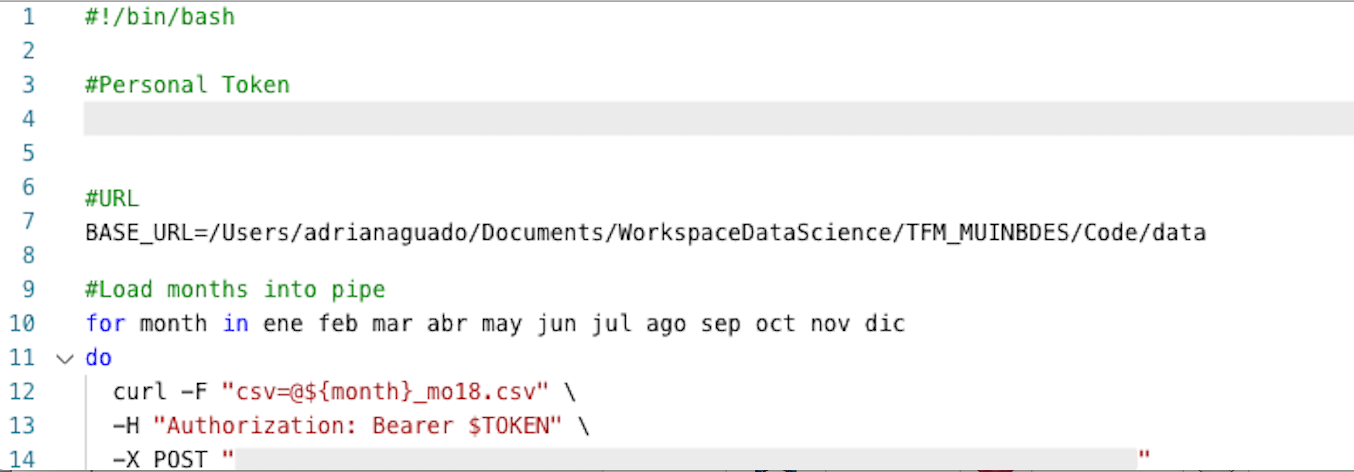 1 #!/bin/bash
2
3 #Personal Token
4
5
6 #URL
7 BASE_URL=/Users/adrianaguado/Documents/WorkspaceDataScience/TFM_MUINBDES/Code/data
8
9 #Load months into pipe
10 for month in ene feb mar abr may jun jul ago sep oct nov dic
11 do
12 curl -F "csv=@${month}_mo18.csv" \
13 -H "Authorization: Bearer $TOKEN" \
14 -X POST " "